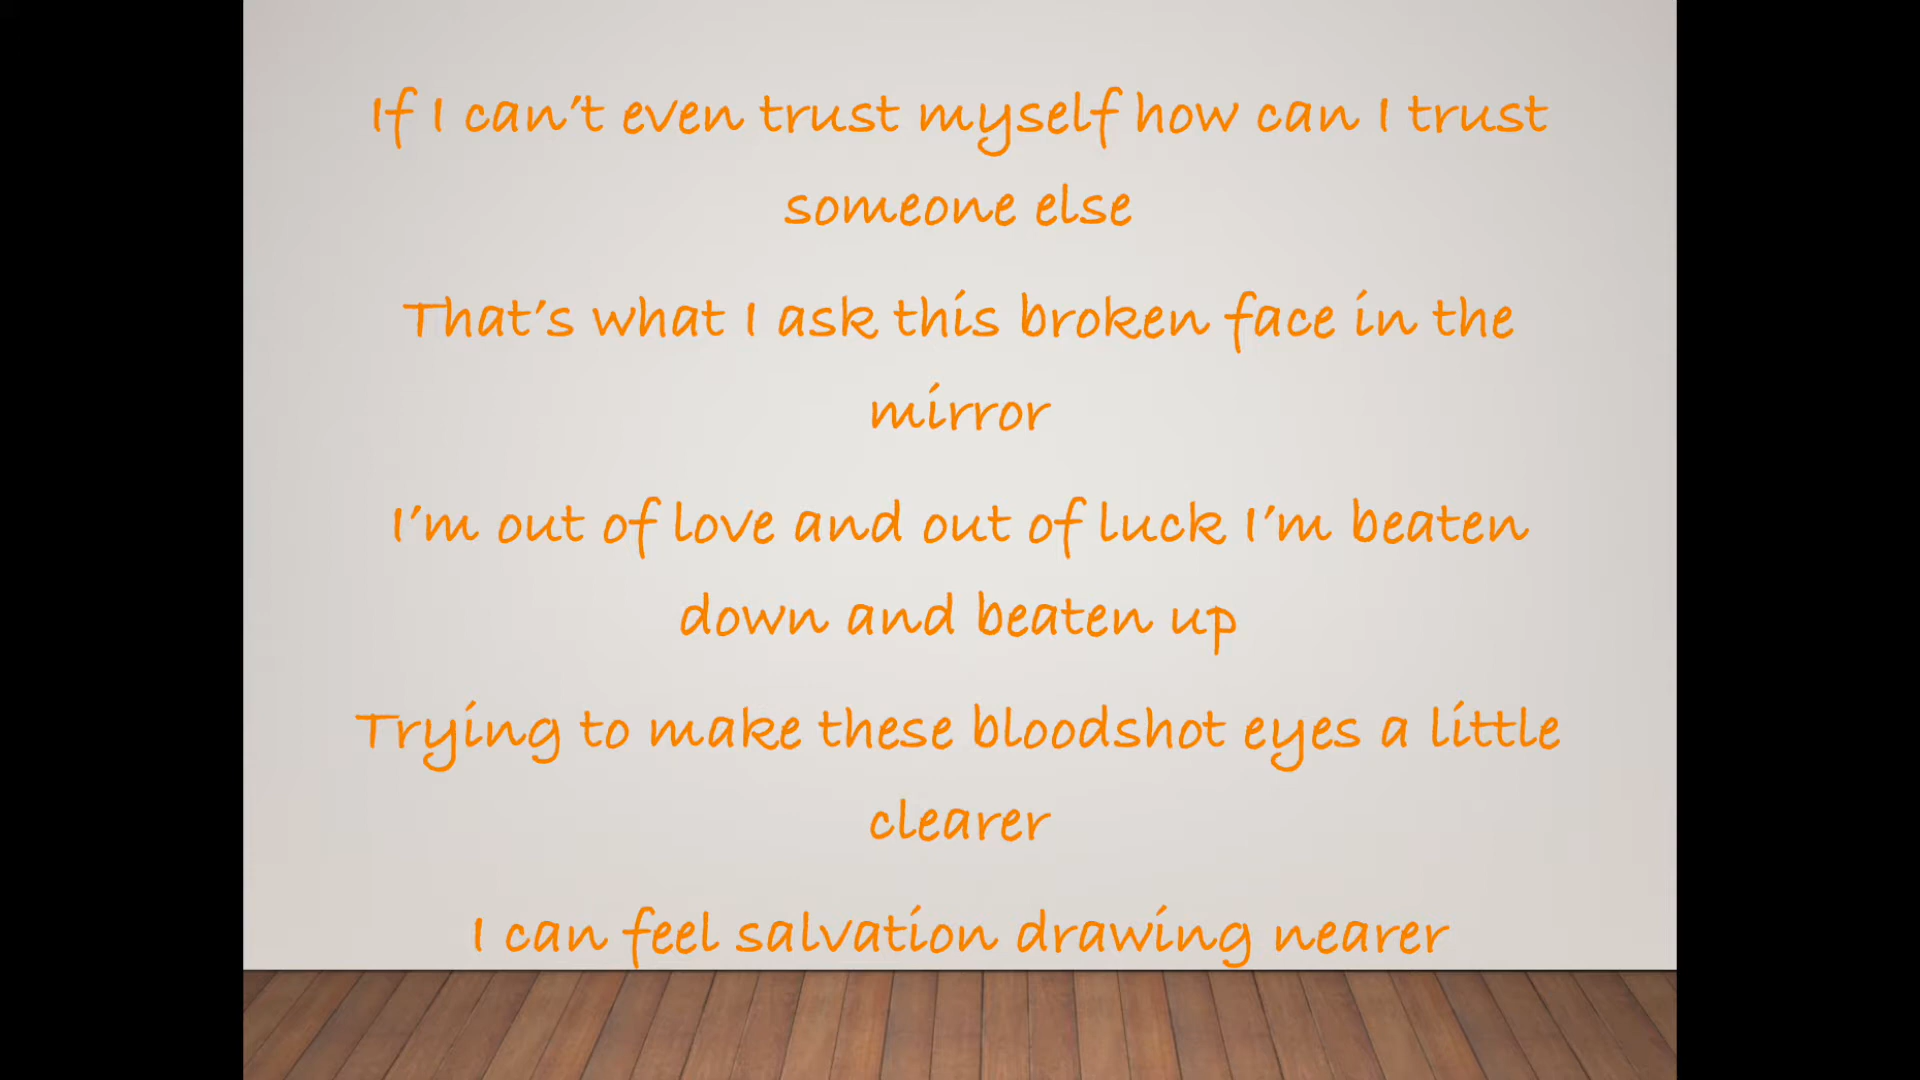 If I can't even trust myself how can I trust
someone else
That's what I ask this broken face in the
mirror
I'm out of love and out of luck I'm beaten
down and beaten up
Trying to make these bloodshot eyes a little
clearer
I can feel salvation drawing nearer